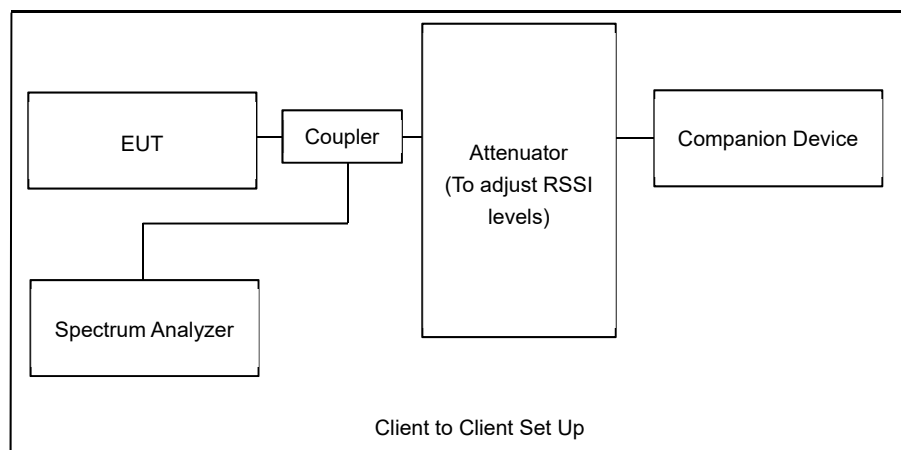 EUT
Coupler
Attenuator
(To adjust RSSI
levels)
Companion Device
Spectrum Analyzer
Client to Client Set Up